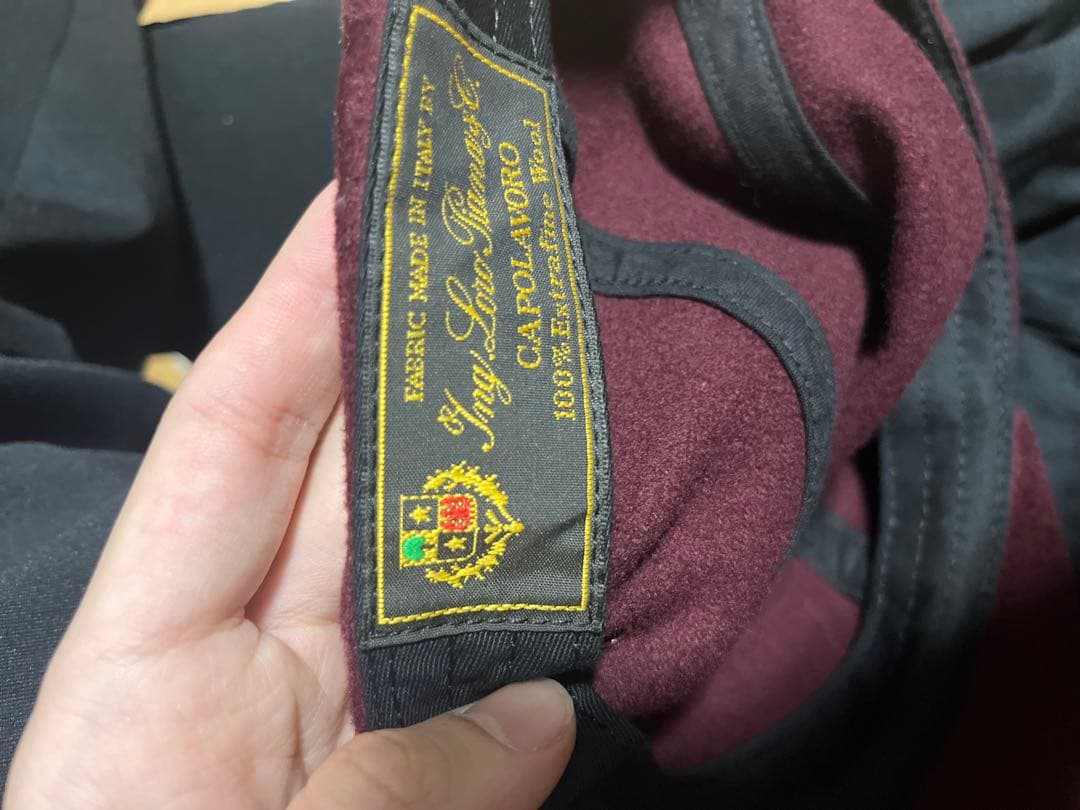 FABRIC MADE IN ITALY BY
Ing. Loro Piana & C.
CAPOLAVORO
100% Extrafine Wool